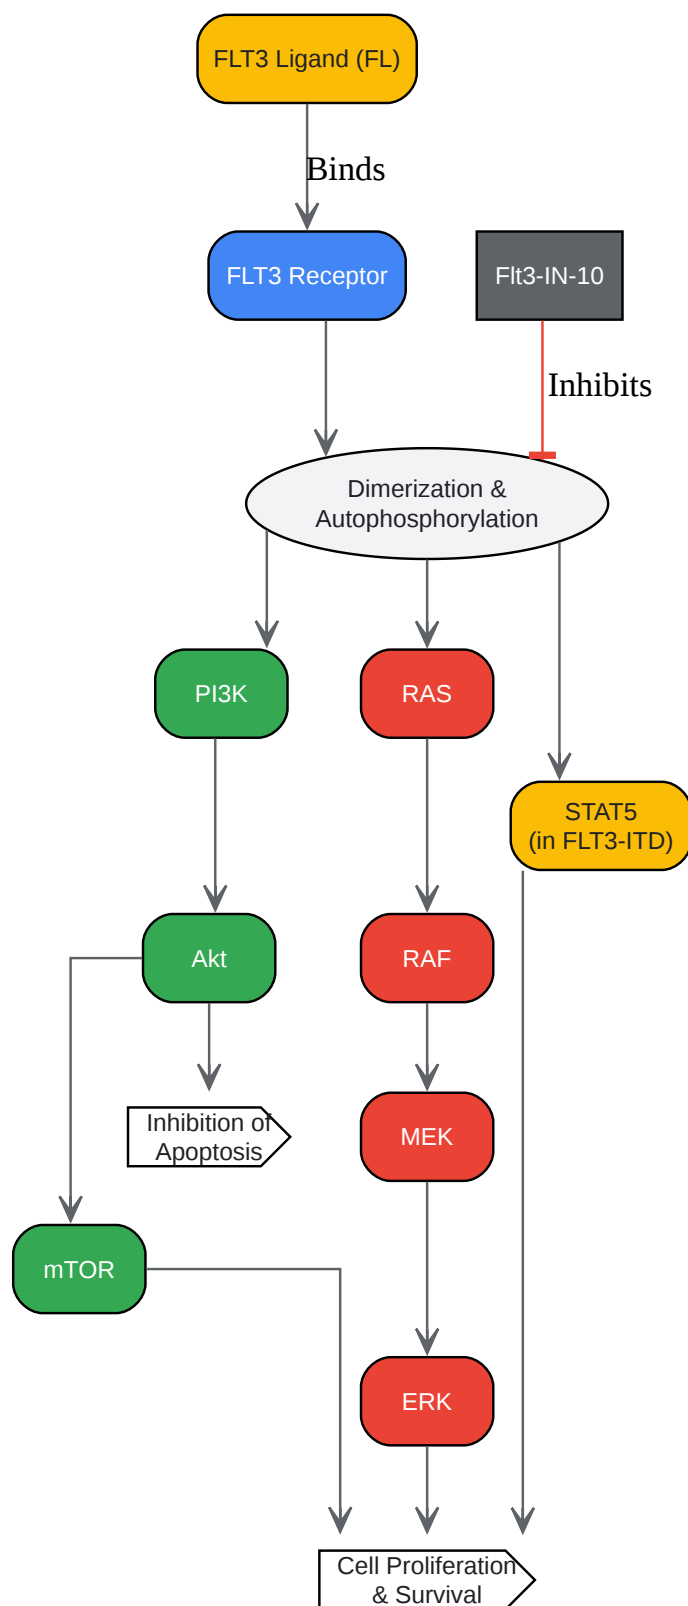 FLT3 Ligand (FL)
Binds
FLT3 Receptor
Flt3-IN-10
Inhibits
Dimerization &
Autophosphorylation
PI3K
RAS
STAT5
(in FLT3-ITD)
Akt
RAF
Inhibition of
Apoptosis
MEK
mTOR
ERK
Cell Proliferation
& Survival